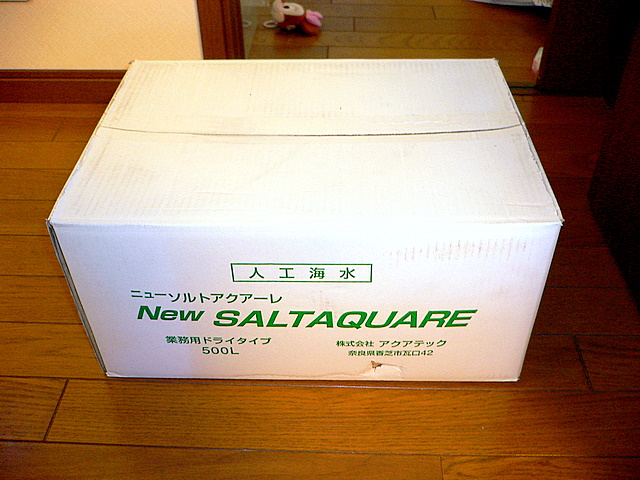 人工海水
ニューソルトアクアーレ
New SALTAQUARE
業務用ドライタイプ
500L
株式会社 アクアテック
奈良県香芝市瓦口42